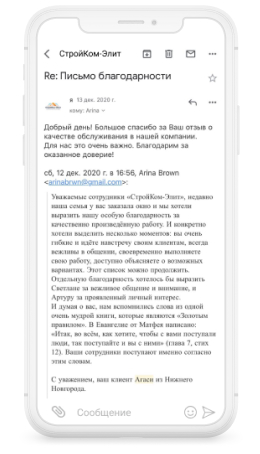 СтройКом-Элит
Re: Письмо благодарности
в 13 дек. 2020 г.
кому: Arina
Добрый день! Большое спасибо за Ваш отзыв о
качестве обслуживания в нашей компании.
Для нас это очень важно. Благодарим за
оказанное доверие!
сб, 12 дек. 2020 г. в 16:56, Arina Brown
<arinabrwn@gmail.com>:
Уважаемые сотрудники «СтройКом-Элит», недавно
наша семья у вас заказала окно и мы хотели
выразить нашу особую благодарность за
качественно произведённую работу. И конкретно
хотели выделить несколько моментов: вы очень
гибкие и идёте навстречу своим клиентам, всегда
вежливы в общении, своевременно выполняете
свою работу, доступно объясняете о возможных
вариантах. Этот список можно продолжить.
Отдельную благодарность хотелось бы выразить
Светлане за вежливое общение и внимание, и
Артуру за проявленный личный интерес.
И думая о вас, нам вспомнились слова из одной
очень мудрой книги, которые являются «Золотым
правилом». В Евангелие от Матфея написано:
«Итак, во всём, как хотите, чтобы с вами поступали
люди, так поступайте и вы с ними» (глава 7, стих
12). Ваши сотрудники поступают именно согласно
этим словам.
С уважением, ваш клиент Агаси из Нижнего
Новгорода.
Сообщение